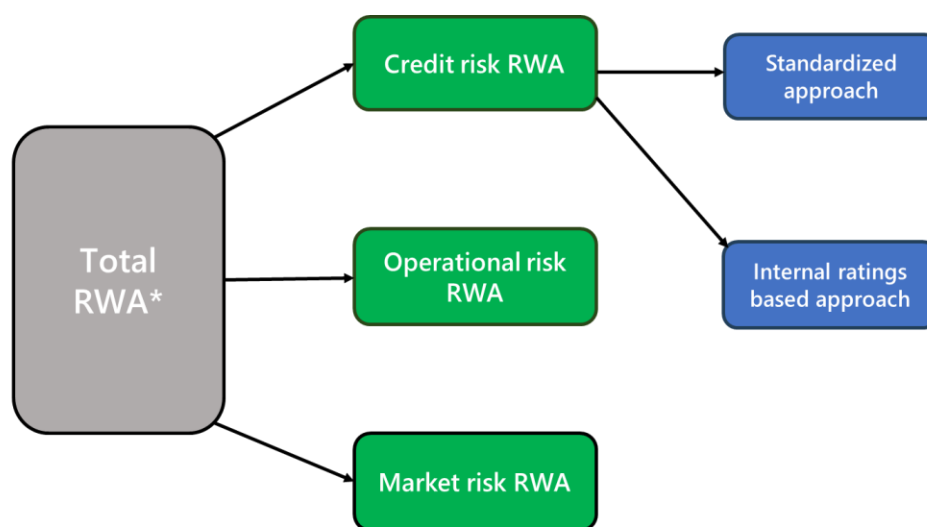 Credit risk RWA
Standardized
approach
Total
RWA*
Operational risk
RWA
Internal ratings
based approach
Market risk RWA